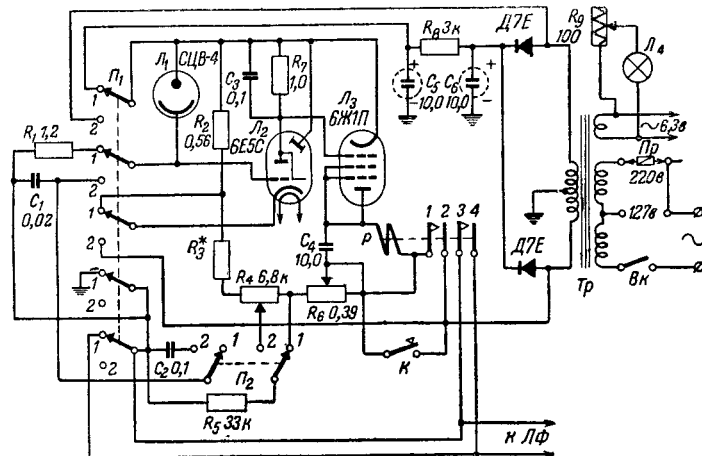 R₈ 3к
Д7Е
R₉
100
Л₄
Л₁ СЦВ-4
C₃
0,1
R₇
1,0
Л₃
6Ж1П
П₁
1
2
R₁ 1,2
1
R₂
0,56
Л₂
6Е5С
+
C₅
−10,0
C₆
10,0
+
−
∼6,3в
Пр
220в
127в
∼
Вк
Тр
C₁
0,02
2
1
2
R₃*
C₄
10,0
Р
1 2 3 4
Д7Е
1
2
R₄ 6,8к
R₆ 0,39
1
2
C₂ 0,1
2
1
2
1
П₂
К
R₅ 33к
к ЛФ